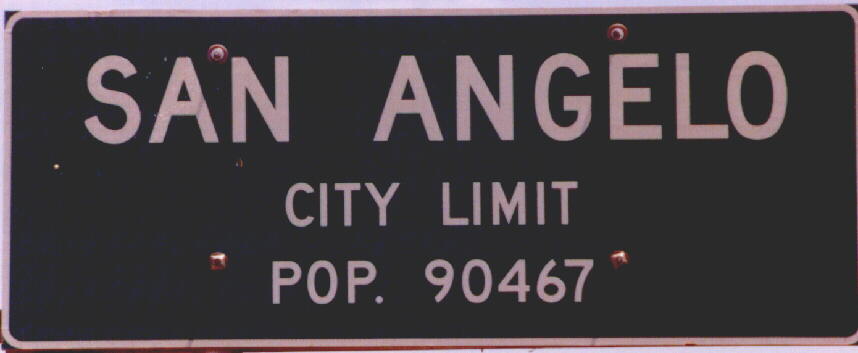 SAN ANGELO
CITY LIMIT
POP. 90467